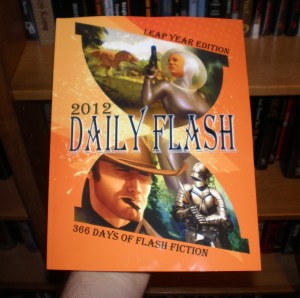 LEAP YEAR EDITION
2012
DAILY FLASH
366 DAYS OF FLASH FICTION